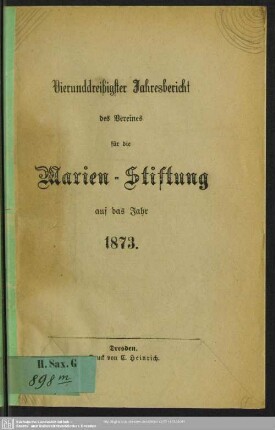 Vierunddreißigster Jahresbericht
des Vereines
für die
Marien-Stiftung
auf das Jahr
1873.
Dresden.
Druck von C. Heinrich.
H. Sax. G
898 m